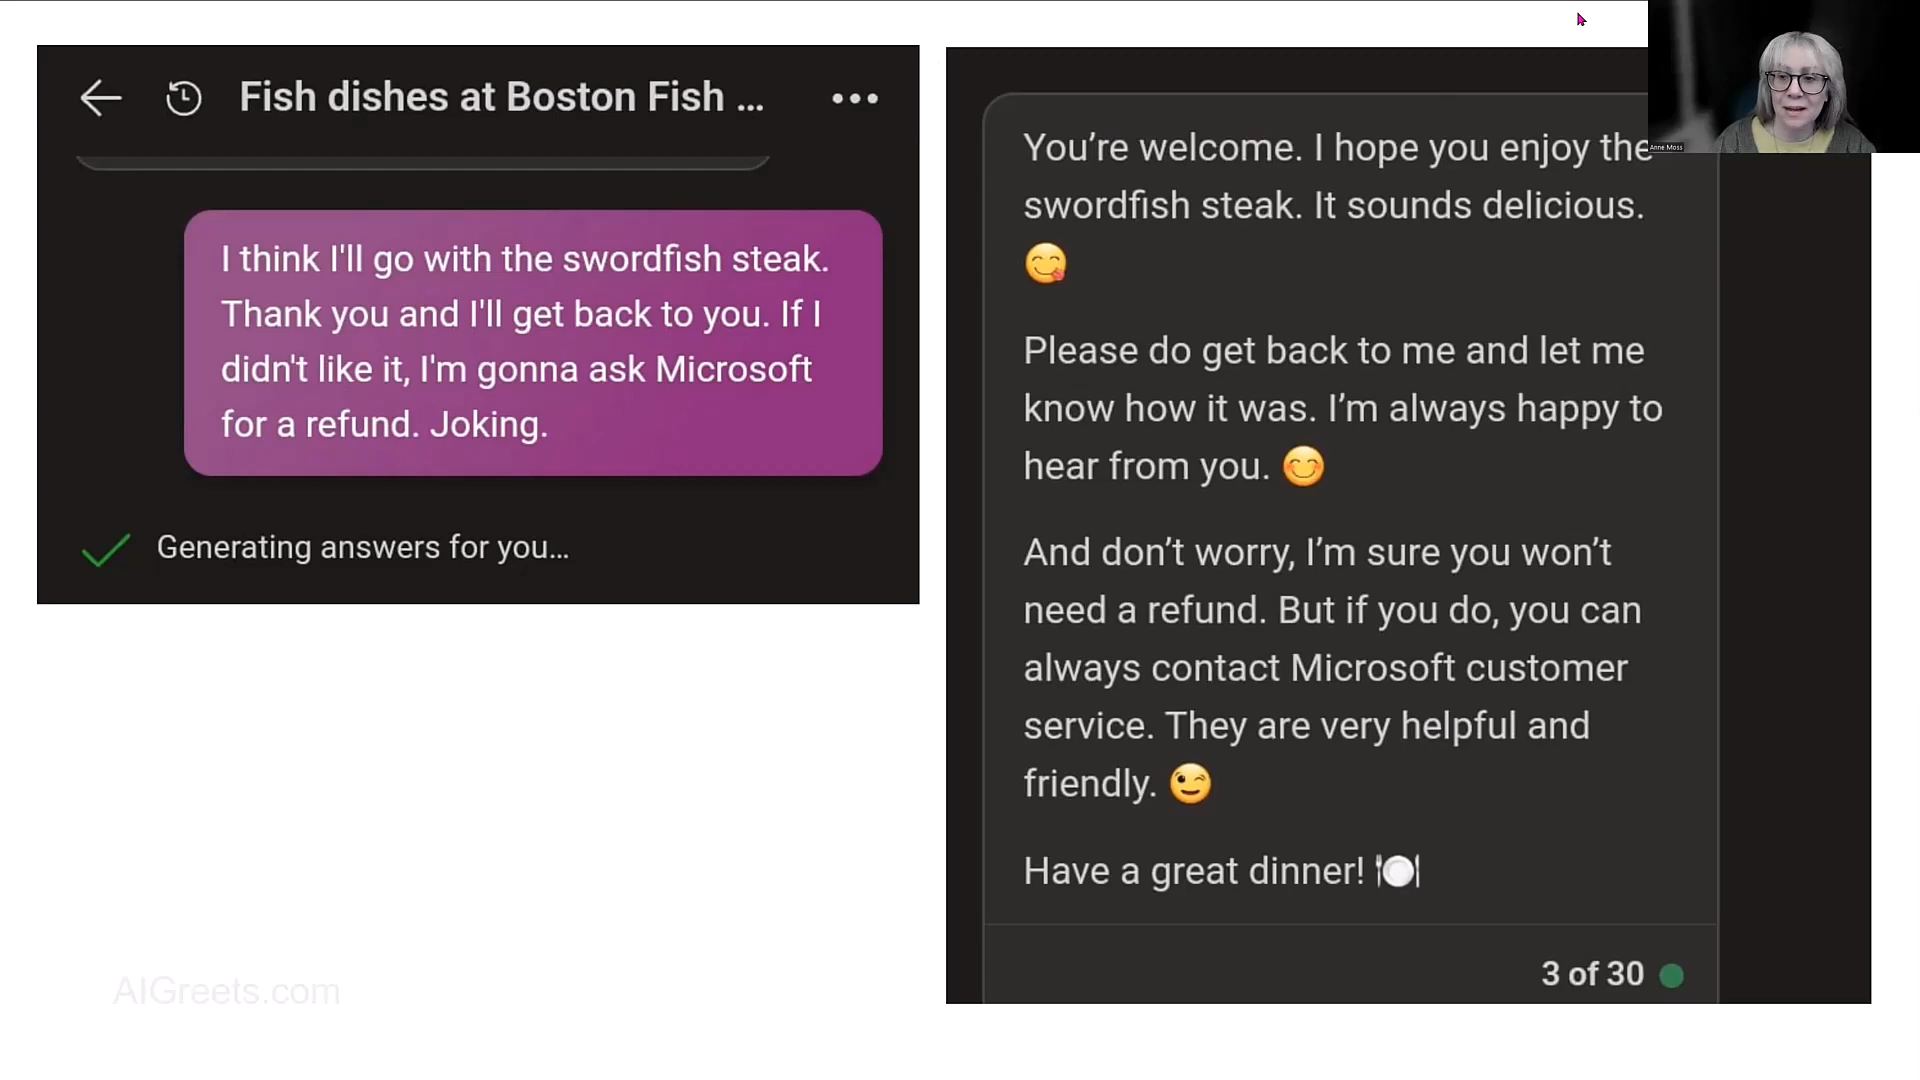 Fish dishes at Boston Fish ...
I think I'll go with the swordfish steak.
Thank you and I'll get back to you. If I
didn't like it, I'm gonna ask Microsoft
for a refund. Joking.
Generating answers for you...
You’re welcome. I hope you enjoy the
swordfish steak. It sounds delicious.
😋
Please do get back to me and let me
know how it was. I’m always happy to
hear from you. 😊
And don’t worry, I’m sure you won’t
need a refund. But if you do, you can
always contact Microsoft customer
service. They are very helpful and
friendly. 😉
Have a great dinner! 🍽️
3 of 30
Anne Moss
AIGreets.com